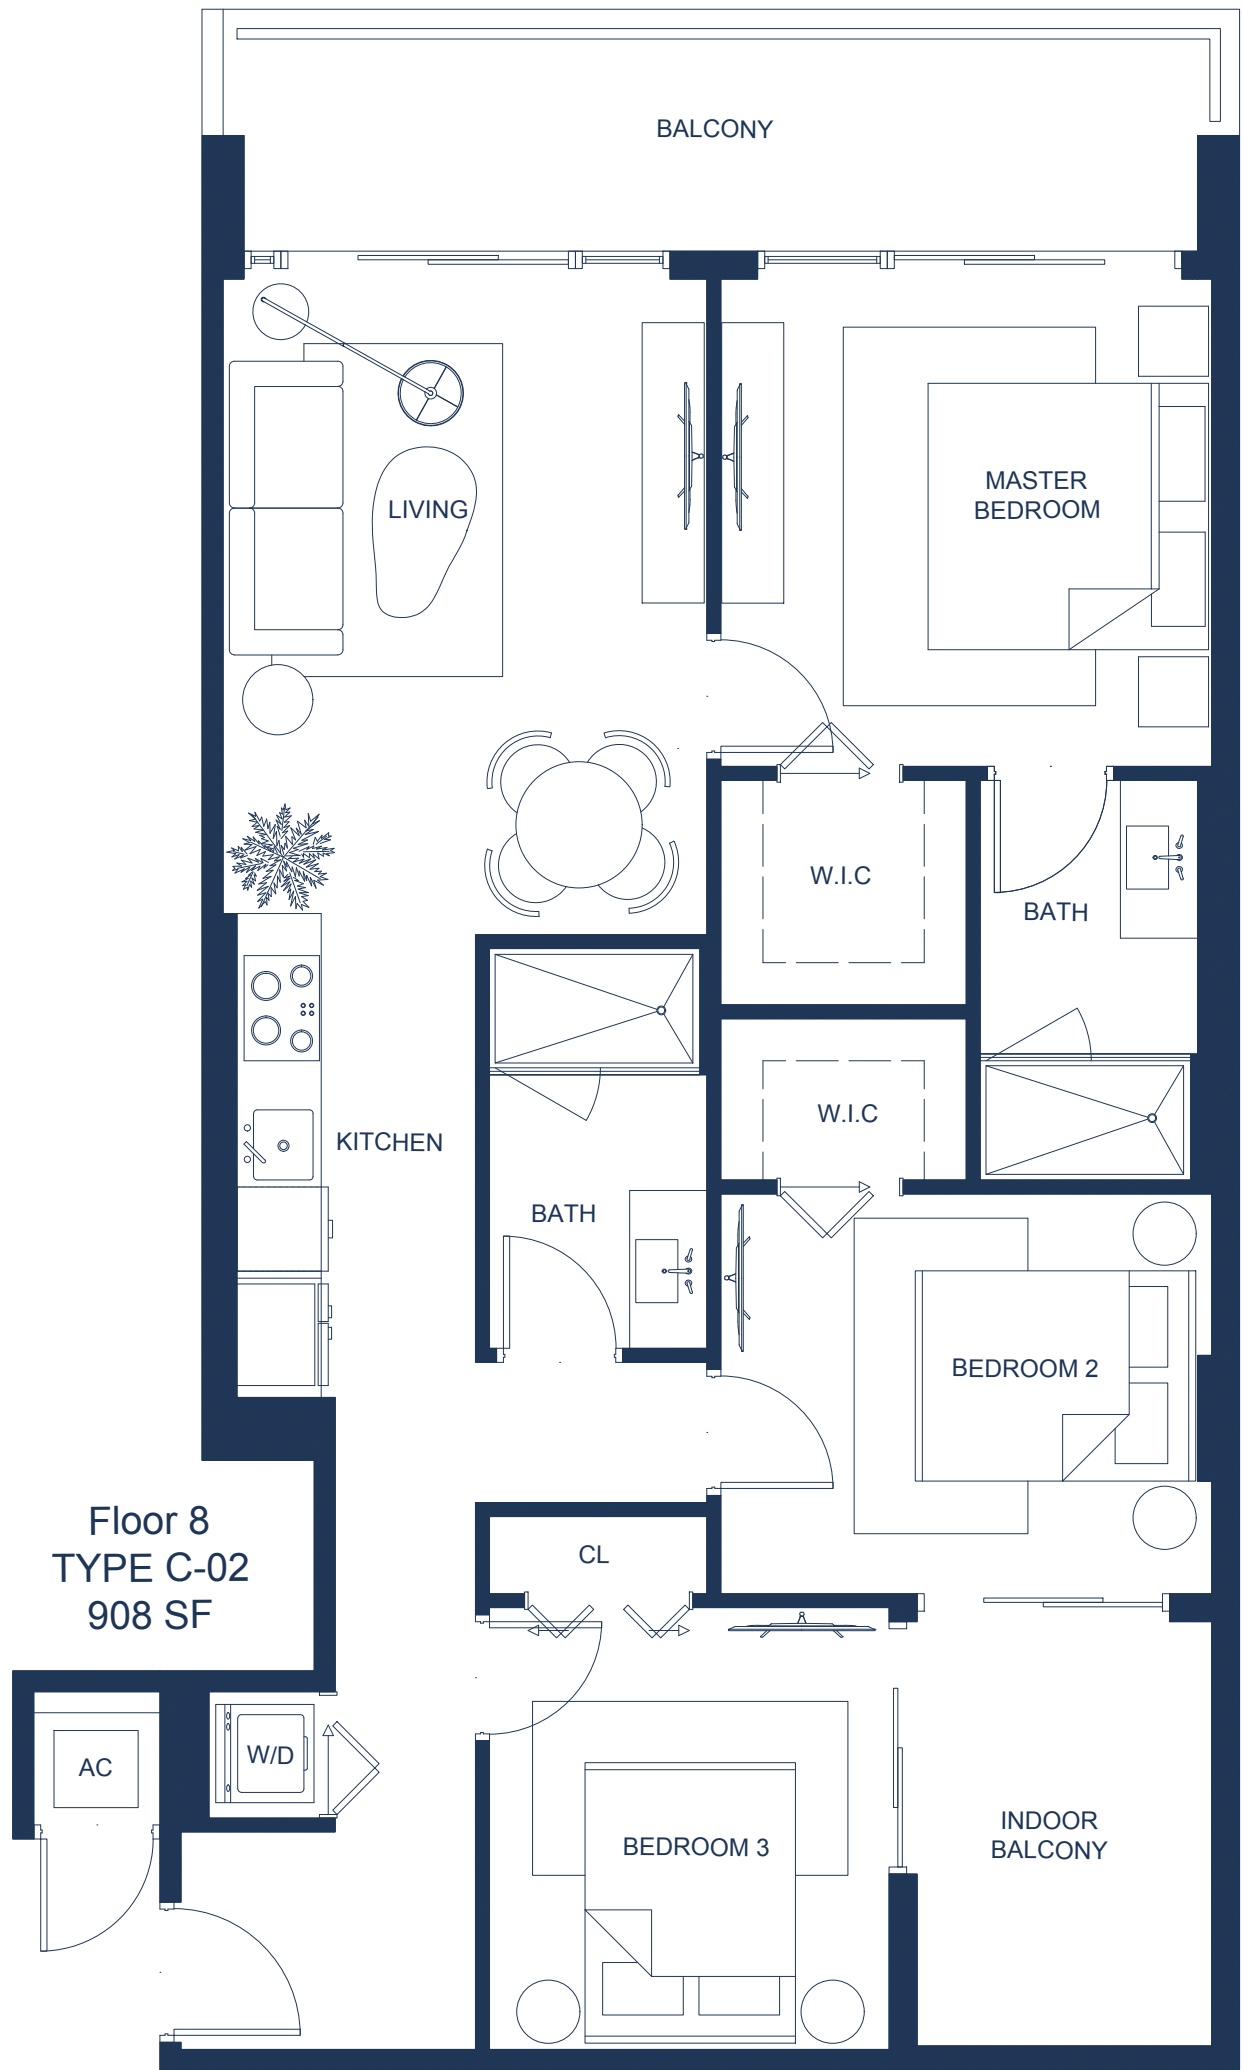 BALCONY
LIVING
MASTER
BEDROOM
W.I.C
BATH
W.I.C
KITCHEN
BATH
BEDROOM 2
Floor 8
TYPE C-02
908 SF
CL
W/D
AC
BEDROOM 3
INDOOR
BALCONY